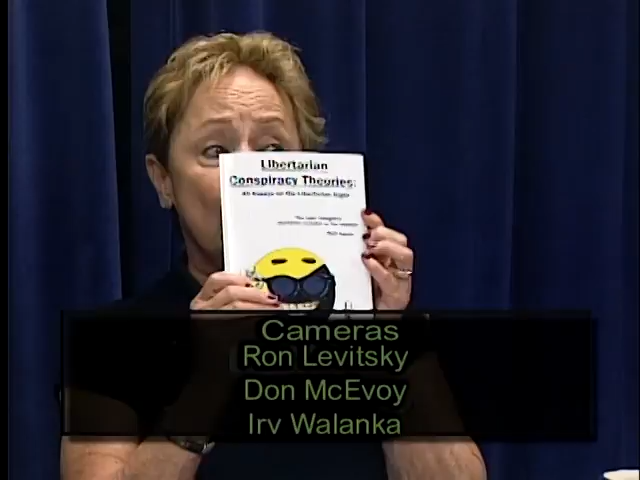 Libertarian
Conspiracy Theories:
Cameras
Ron Levitsky
Don McEvoy
Irv Walanka